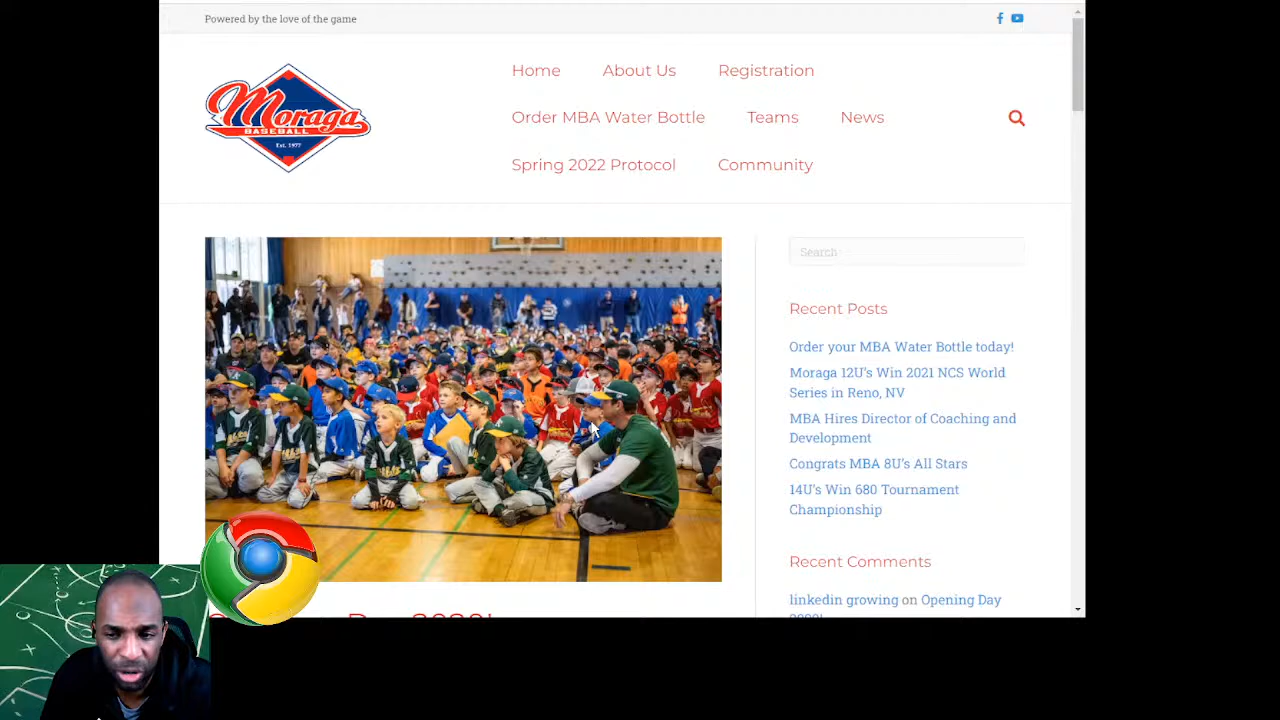 Powered by the love of the game
Moraga
BASEBALL
Est. 1977
Home
About Us
Registration
Order MBA Water Bottle
Teams
News
Spring 2022 Protocol
Community
Search
Recent Posts
Order your MBA Water Bottle today!
Moraga 12U's Win 2021 NCS World
Series in Reno, NV
MBA Hires Director of Coaching and
Development
Congrats MBA 8U's All Stars
14U's Win 680 Tournament
Championship
Recent Comments
linkedin growing on Opening Day